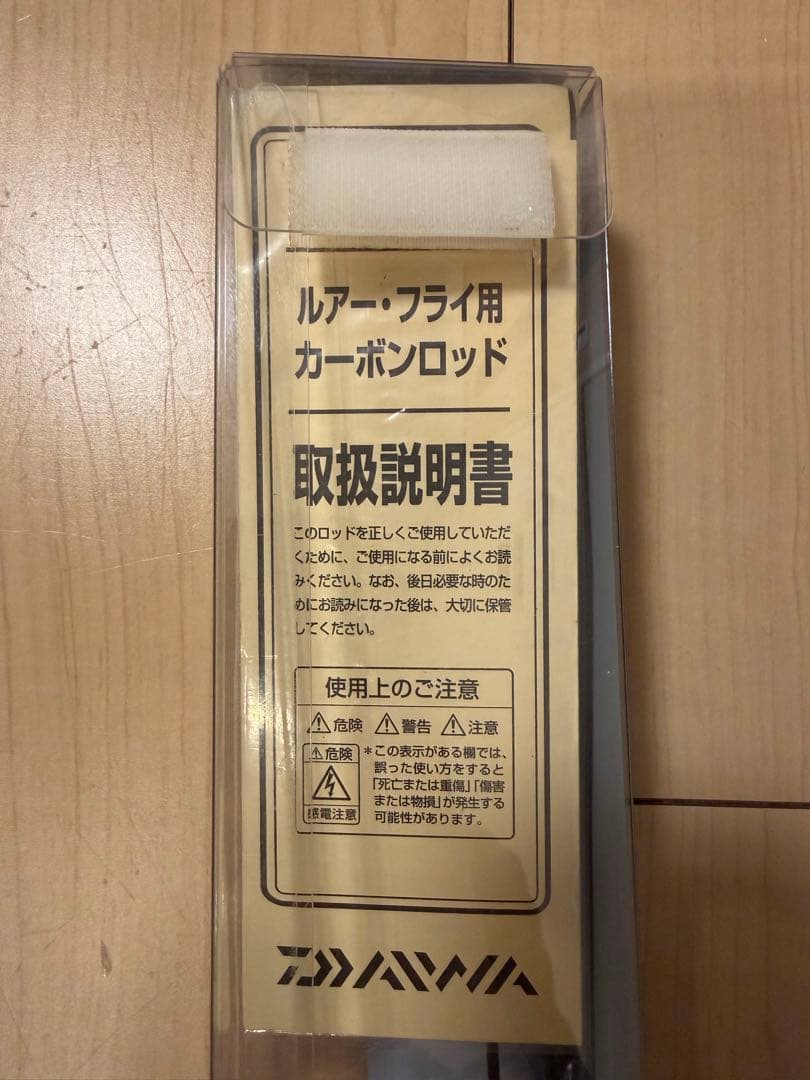 ルアー・フライ用
カーボンロッド
取扱説明書
このロッドを正しくご使用していただ
くために、ご使用になる前によくお読
みください。なお、後日必要な時のた
めにお読みになった後は、大切に保管
してください。
使用上のご注意
⚠危険 ⚠警告 ⚠注意
⚠危険
感電注意
＊この表示がある欄では、
誤った使い方をすると
「死亡または重傷」「傷害
または物損」が発生する
可能性があります。
DAIWA